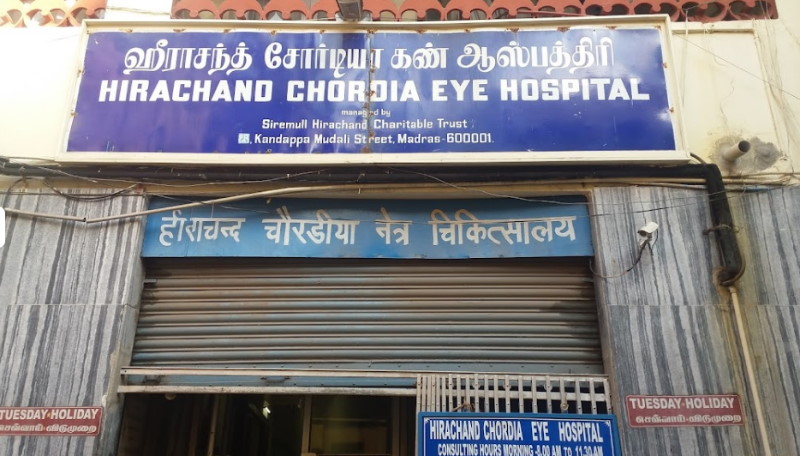 ஹீராசந்த் சோர்டியா கண் ஆஸ்பத்திரி
HIRACHAND CHORDIA EYE HOSPITAL
managed by
Siremull Hirachand Charitable Trust
Kandappa Mudali Street, Madras-600001.
हीराचन्द चौरडीया नेत्र चिकित्सालय
TUESDAY-HOLIDAY
செவ்வாய்-விடுமுறை
TUESDAY-HOLIDAY
செவ்வாய்-விடுமுறை
HIRACHAND CHORDIA EYE HOSPITAL
CONSULTING HOURS MORNING -8.00 AM TO 11.30 AM